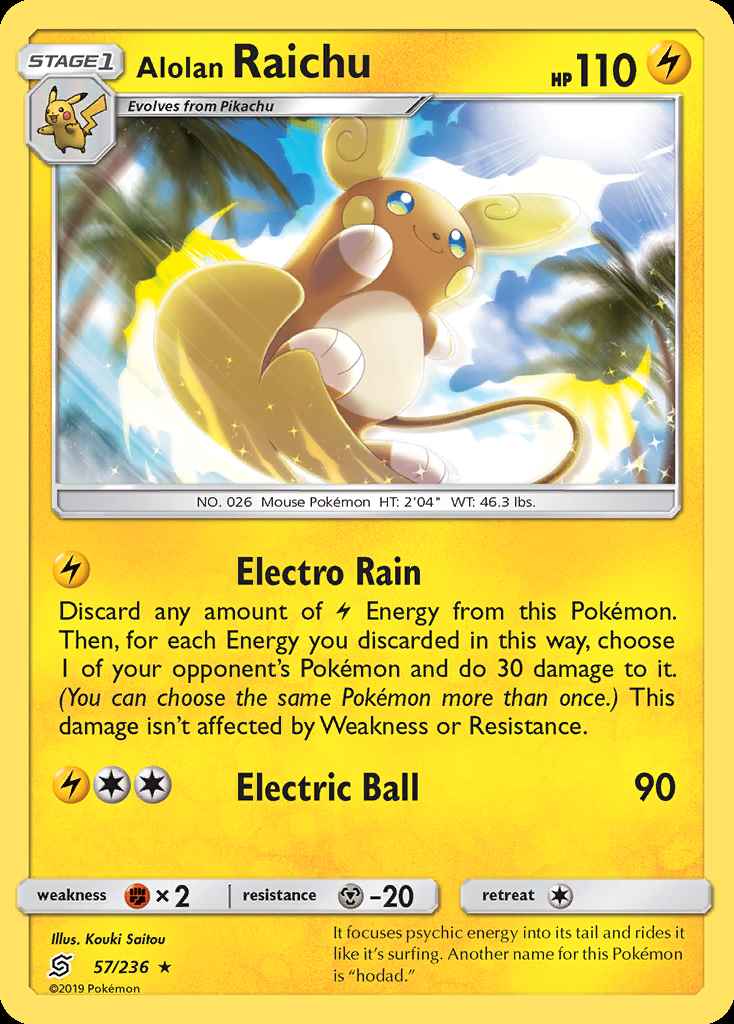 STAGE 1
Alolan Raichu
HP 110
Evolves from Pikachu
NO. 026 Mouse Pokémon HT: 2'04" WT: 46.3 lbs.
Electro Rain
Discard any amount of Energy from this Pokémon.
Then, for each Energy you discarded in this way, choose
1 of your opponent's Pokémon and do 30 damage to it.
(You can choose the same Pokémon more than once.) This
damage isn't affected by Weakness or Resistance.
Electric Ball 90
weakness ×2 resistance -20 retreat
Illus. Kouki Saitou
57/236 ★
©2019 Pokémon
It focuses psychic energy into its tail and rides it
like it's surfing. Another name for this Pokémon
is “hodad.”